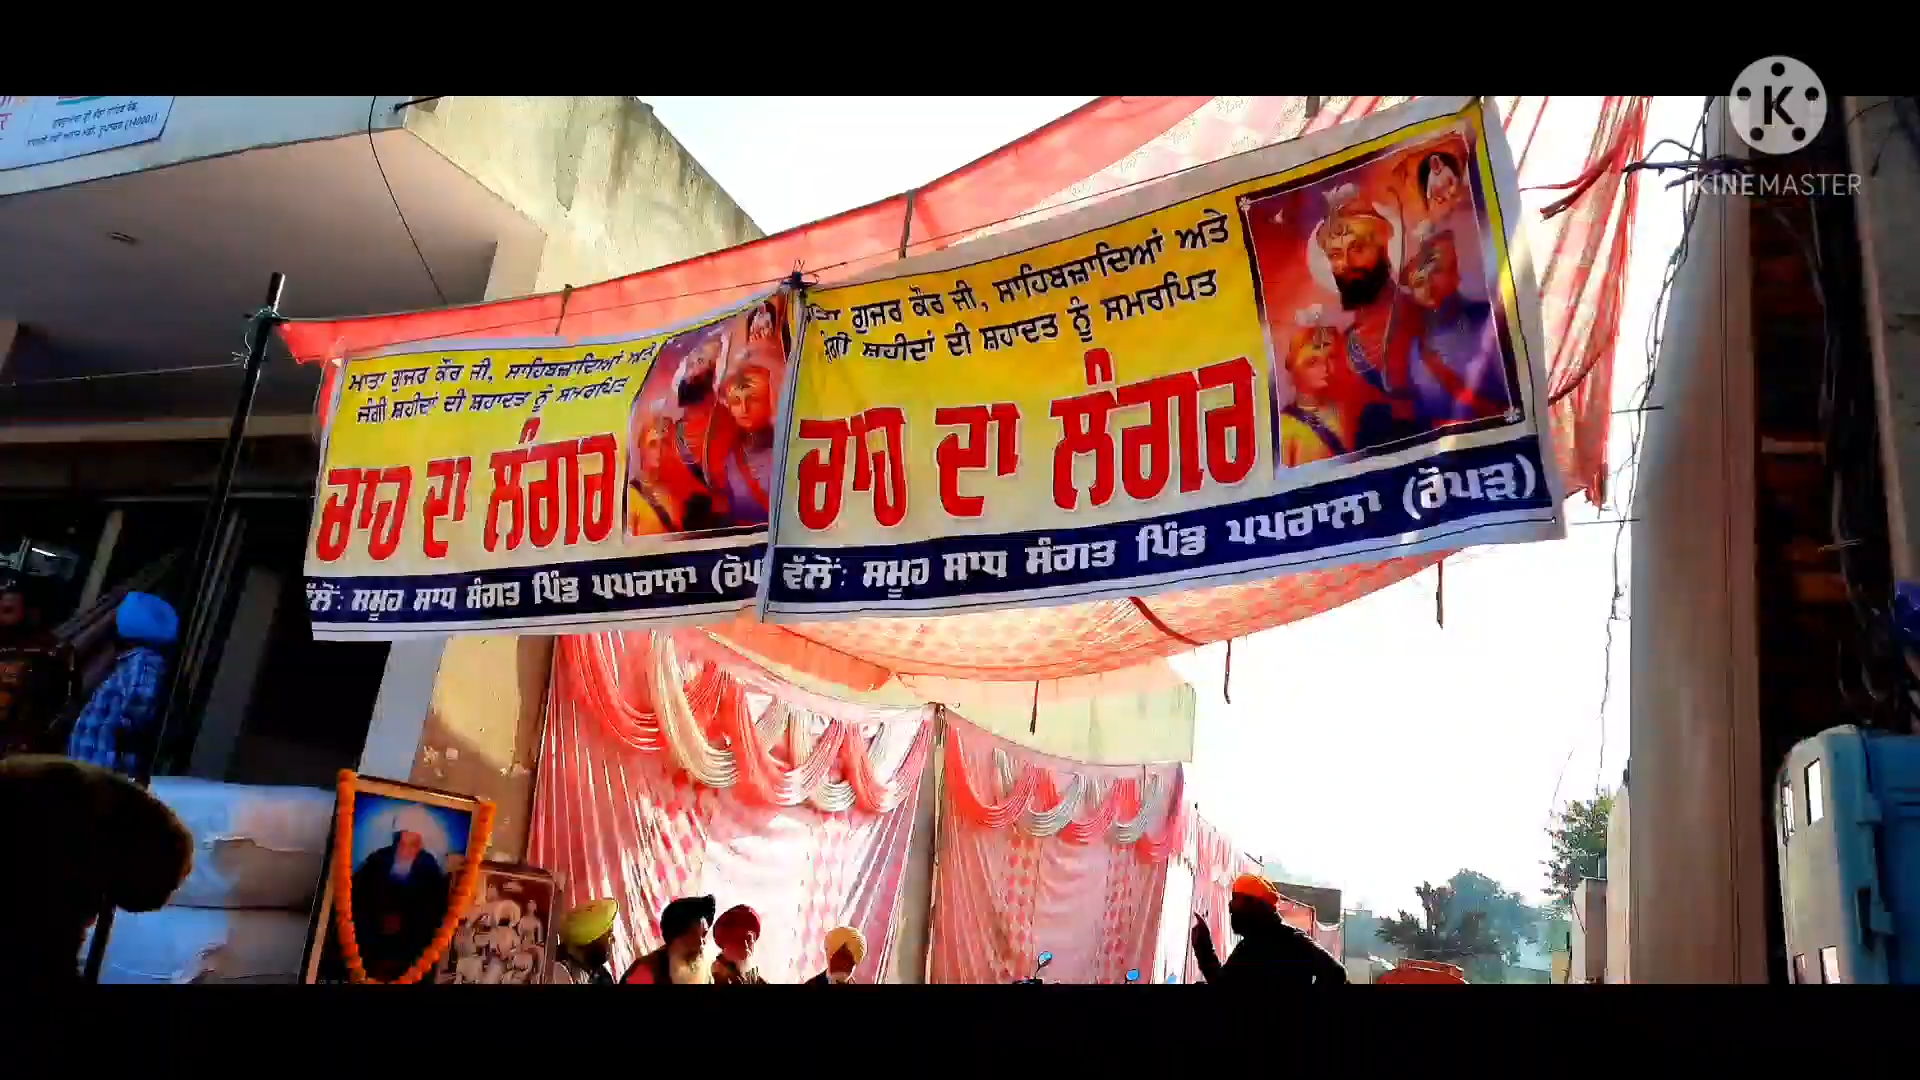 ਮਾਤਾ ਗੁਜਰ ਕੌਰ ਜੀ, ਸਾਹਿਬਜ਼ਾਦਿਆਂ ਅਤੇ
ਜੰਗੀ ਸ਼ਹੀਦਾਂ ਦੀ ਸ਼ਹਾਦਤ ਨੂੰ ਸਮਰਪਿਤ
ਚਾਹ ਦਾ ਲੰਗਰ
ਵੱਲੋਂ: ਸਮੂਹ ਸਾਧ ਸੰਗਤ ਪਿੰਡ ਪਪਰਾਲਾ (ਰੋਪ
ਮਾਤਾ ਗੁਜਰ ਕੌਰ ਜੀ, ਸਾਹਿਬਜ਼ਾਦਿਆਂ ਅਤੇ
ਜੰਗੀ ਸ਼ਹੀਦਾਂ ਦੀ ਸ਼ਹਾਦਤ ਨੂੰ ਸਮਰਪਿਤ
ਚਾਹ ਦਾ ਲੰਗਰ
ਵੱਲੋਂ: ਸਮੂਹ ਸਾਧ ਸੰਗਤ ਪਿੰਡ ਪਪਰਾਲਾ (ਰੋਪੜ)
K
KINEMASTER